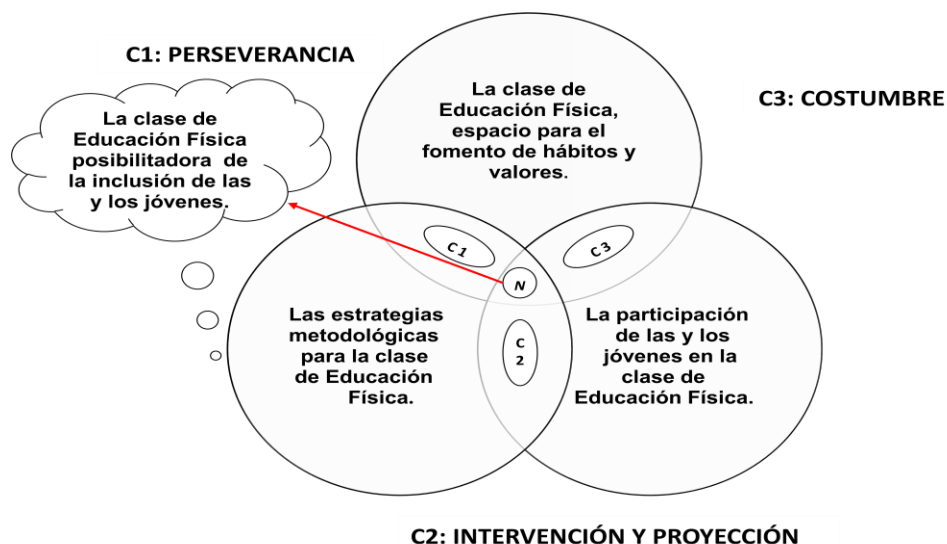 C1: PERSEVERANCIA
C3: COSTUMBRE
La clase de
Educación Física
posibilitadora de
la inclusión de las
y los jóvenes.
La clase de
Educación Física,
espacio para el
fomento de hábitos y
valores.
C1
C3
N
C
2
Las estrategias
metodológicas
para la clase
de Educación
Física.
La participación
de las y los
jóvenes en la
clase de
Educación Física.
C2: INTERVENCIÓN Y PROYECCIÓN